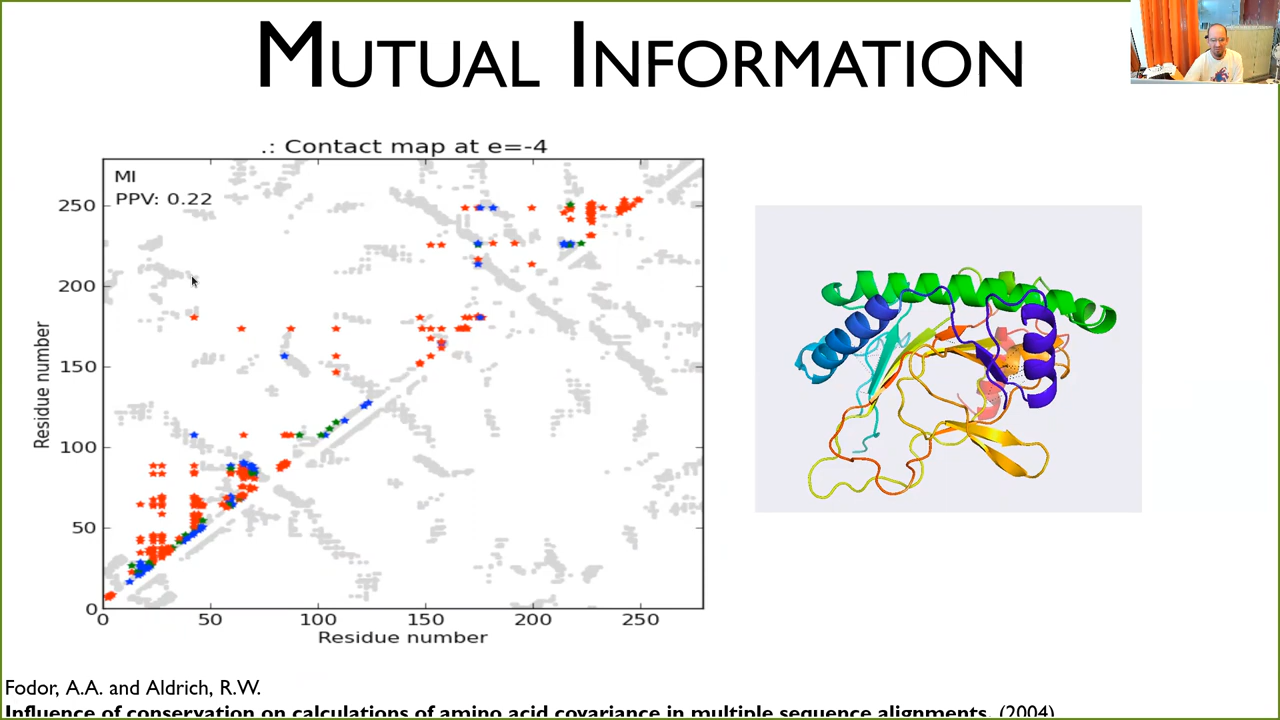 MUTUAL INFORMATION
.: Contact map at e=-4
MI
PPV: 0.22
250
200
150
100
50
0
Residue number
0 50 100 150 200 250
Residue number
Fodor, A.A. and Aldrich, R.W.
Influence of conservation on calculations of amino acid covariance in multiple sequence alignments. (2004)